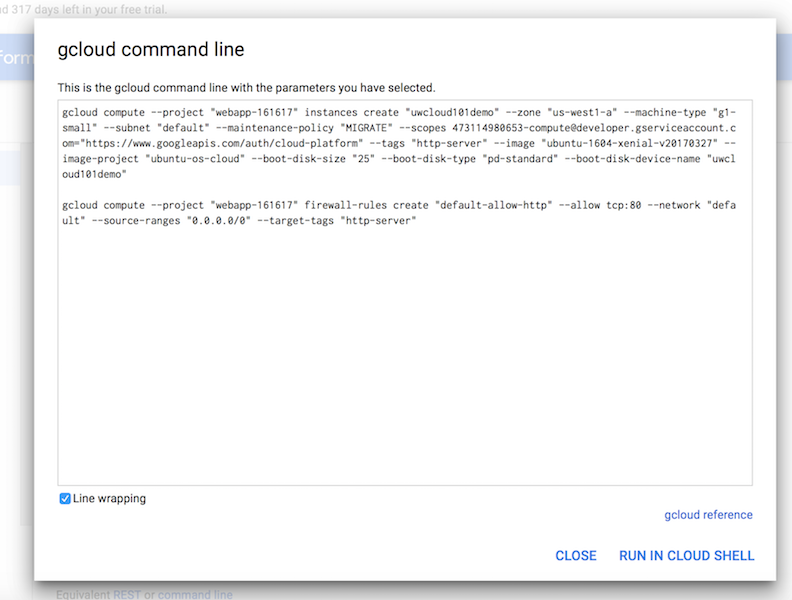 nd 317 days left in your free trial.
form
gcloud command line
This is the gcloud command line with the parameters you have selected.
gcloud compute --project "webapp-161617" instances create "uwcloud101demo" --zone "us-west1-a" --machine-type "g1-
small" --subnet "default" --maintenance-policy "MIGRATE" --scopes 473114980653-compute@developer.gserviceaccount.c
om="https://www.googleapis.com/auth/cloud-platform" --tags "http-server" --image "ubuntu-1604-xenial-v20170327" --
image-project "ubuntu-os-cloud" --boot-disk-size "25" --boot-disk-type "pd-standard" --boot-disk-device-name "uwcl
oud101demo"
gcloud compute --project "webapp-161617" firewall-rules create "default-allow-http" --allow tcp:80 --network "defa
ult" --source-ranges "0.0.0.0/0" --target-tags "http-server"
Line wrapping
gcloud reference
CLOSE RUN IN CLOUD SHELL
Equivalent REST or command line